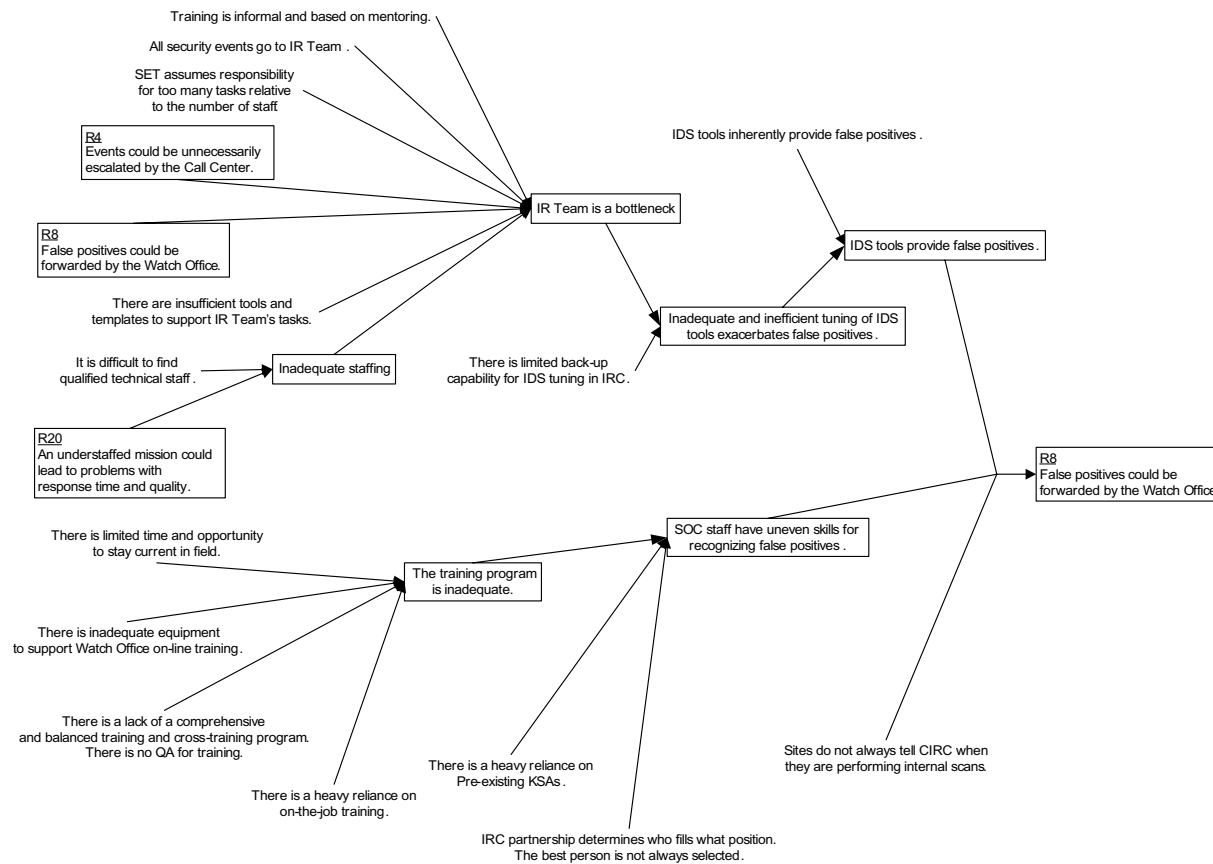 Training is informal and based on mentoring.
All security events go to IR Team .
SET assumes responsibility
for too many tasks relative
to the number of staff.
R4
Events could be unnecessarily
escalated by the Call Center.
IDS tools inherently provide false positives .
IR Team is a bottleneck
R8
False positives could be
forwarded by the Watch Office.
IDS tools provide false positives .
There are insufficient tools and
templates to support IR Team's tasks.
Inadequate and inefficient tuning of IDS
tools exacerbates false positives .
It is difficult to find
qualified technical staff .
Inadequate staffing
There is limited back-up
capability for IDS tuning in IRC .
R20
An understaffed mission could
lead to problems with
response time and quality.
R8
False positives could be
forwarded by the Watch Office.
There is limited time and opportunity
to stay current in field.
SOC staff have uneven skills for
recognizing false positives .
The training program
is inadequate.
There is inadequate equipment
to support Watch Office on-line training.
There is a lack of a comprehensive
and balanced training and cross-training program.
There is no QA for training.
There is a heavy reliance on
Pre-existing KSAs .
Sites do not always tell CIRC when
they are performing internal scans.
There is a heavy reliance on
on-the-job training.
IRC partnership determines who fills what position.
The best person is not always selected .